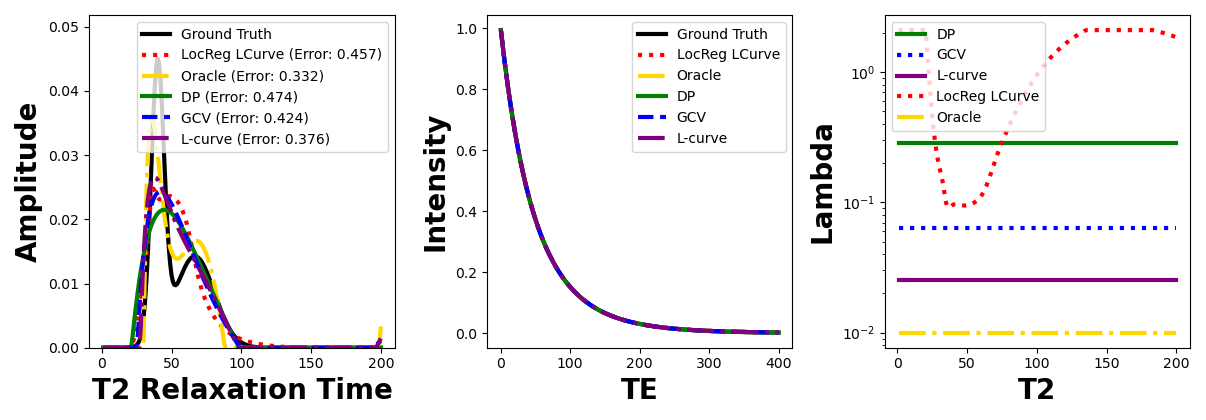 0.05
0.04
0.03
0.02
0.01
0.00
Amplitude
Ground Truth
LocReg LCurve (Error: 0.457)
Oracle (Error: 0.332)
DP (Error: 0.474)
GCV (Error: 0.424)
L-curve (Error: 0.376)
0 50 100 150 200
T2 Relaxation Time
1.0
0.8
0.6
0.4
0.2
0.0
Intensity
Ground Truth
LocReg LCurve
Oracle
DP
GCV
L-curve
0 100 200 300 400
TE
10⁰
10⁻¹
10⁻²
Lambda
DP
GCV
L-curve
LocReg LCurve
Oracle
0 50 100 150 200
T2